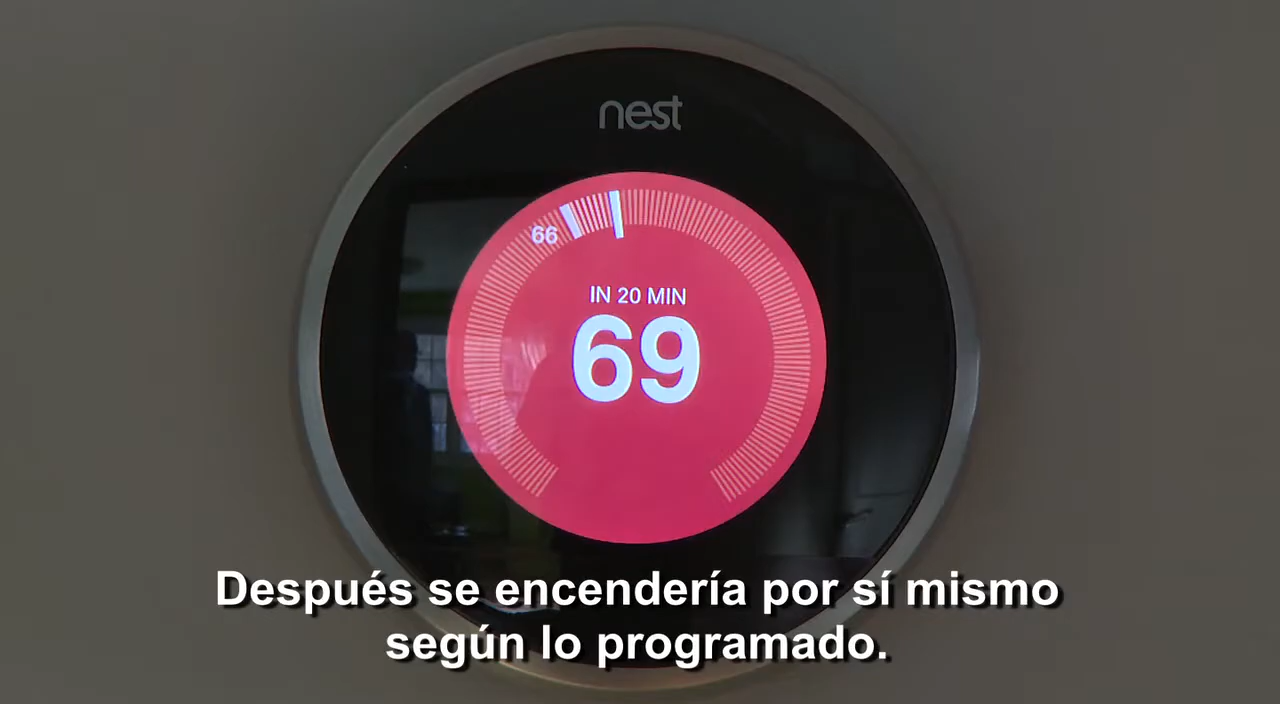 nest
66
IN 20 MIN
69
Después se encendería por sí mismo
según lo programado.